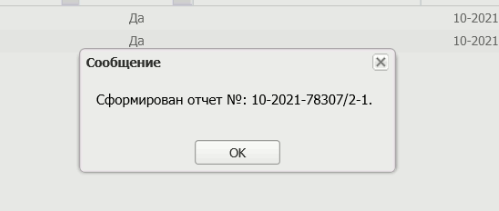 Да 10-2021
Да 10-2021
Сообщение
Сформирован отчет №: 10-2021-78307/2-1.
OK